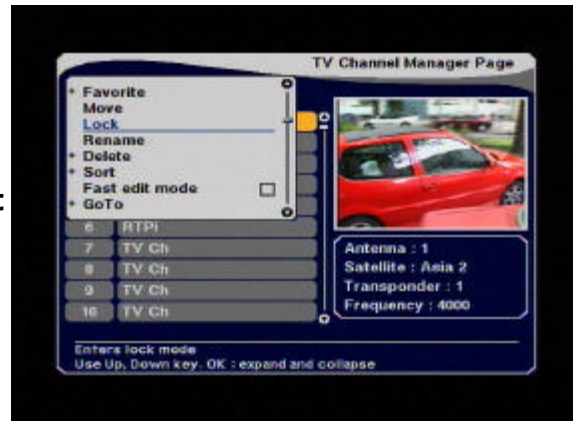 TV Channel Manager Page
+ Favorite
Move
Lock
Rename
+ Delete
+ Sort
Fast edit mode
+ GoTo
6 RTPi
7 TV Ch
8 TV Ch
9 TV Ch
10 TV Ch
Antenna : 1
Satellite : Asia 2
Transponder : 1
Frequency : 4000
Enters lock mode
Use Up, Down key. OK : expand and collapse
t